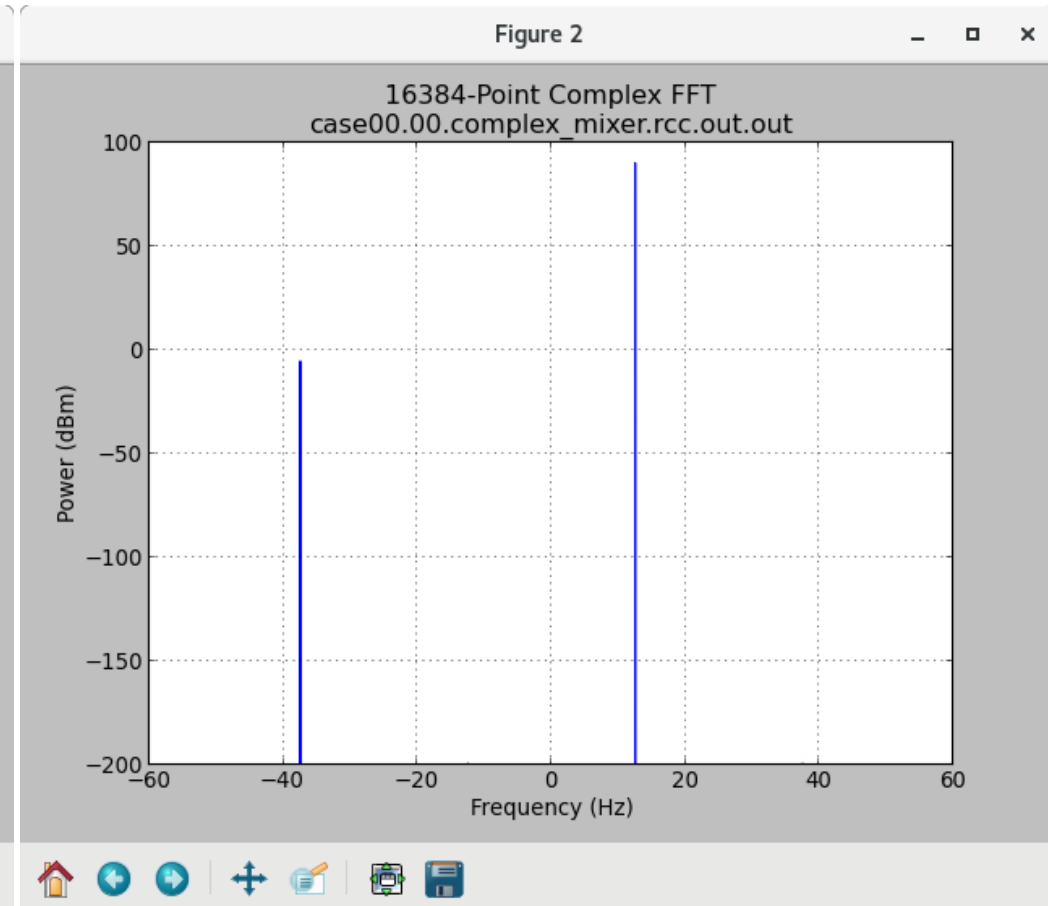 Figure 2
16384-Point Complex FFT
case00.00.complex_mixer.rcc.out.out
100
50
0
−50
−100
−150
−200
Power (dBm)
−60
−40
−20
0
20
40
60
Frequency (Hz)